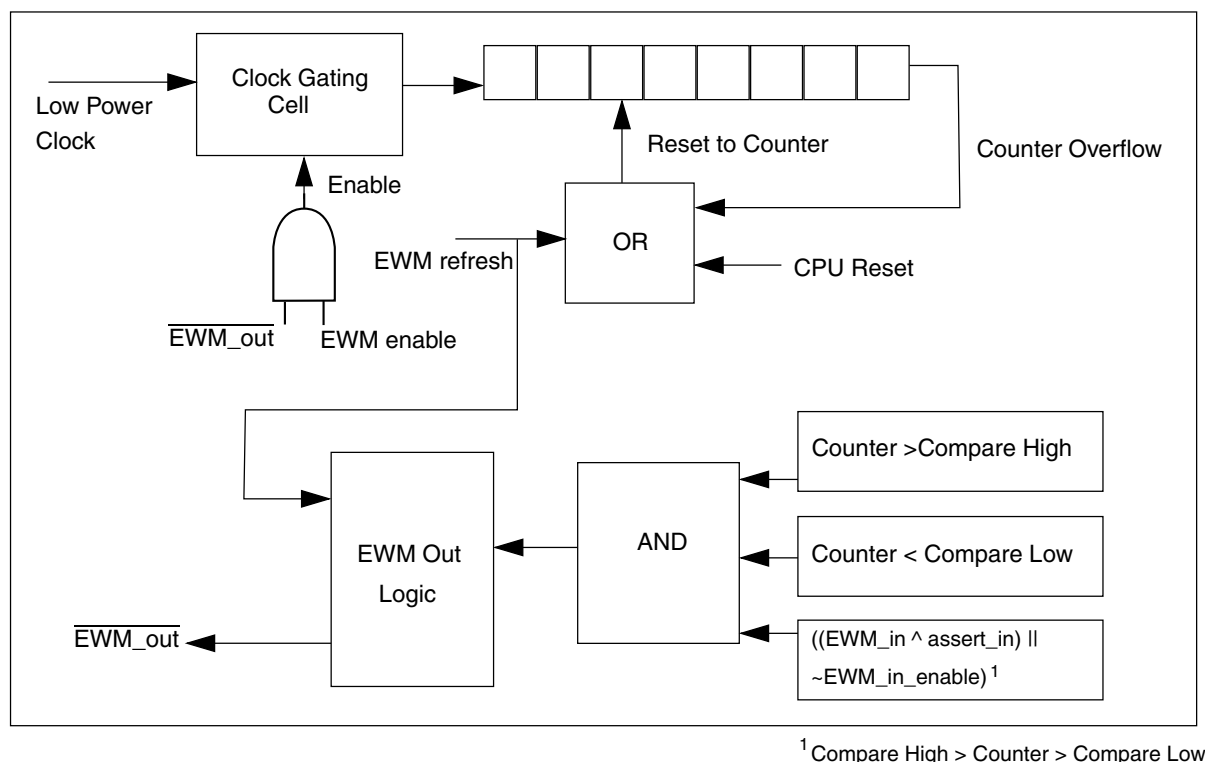 Low Power
Clock
Clock Gating
Cell
Enable
Reset to Counter
Counter Overflow
EWM refresh
OR
CPU Reset
EWM_out
EWM enable
Counter >Compare High
EWM Out
Logic
AND
Counter < Compare Low
EWM_out
((EWM_in ^ assert_in) ||
~EWM_in_enable) 1
1 Compare High > Counter > Compare Low